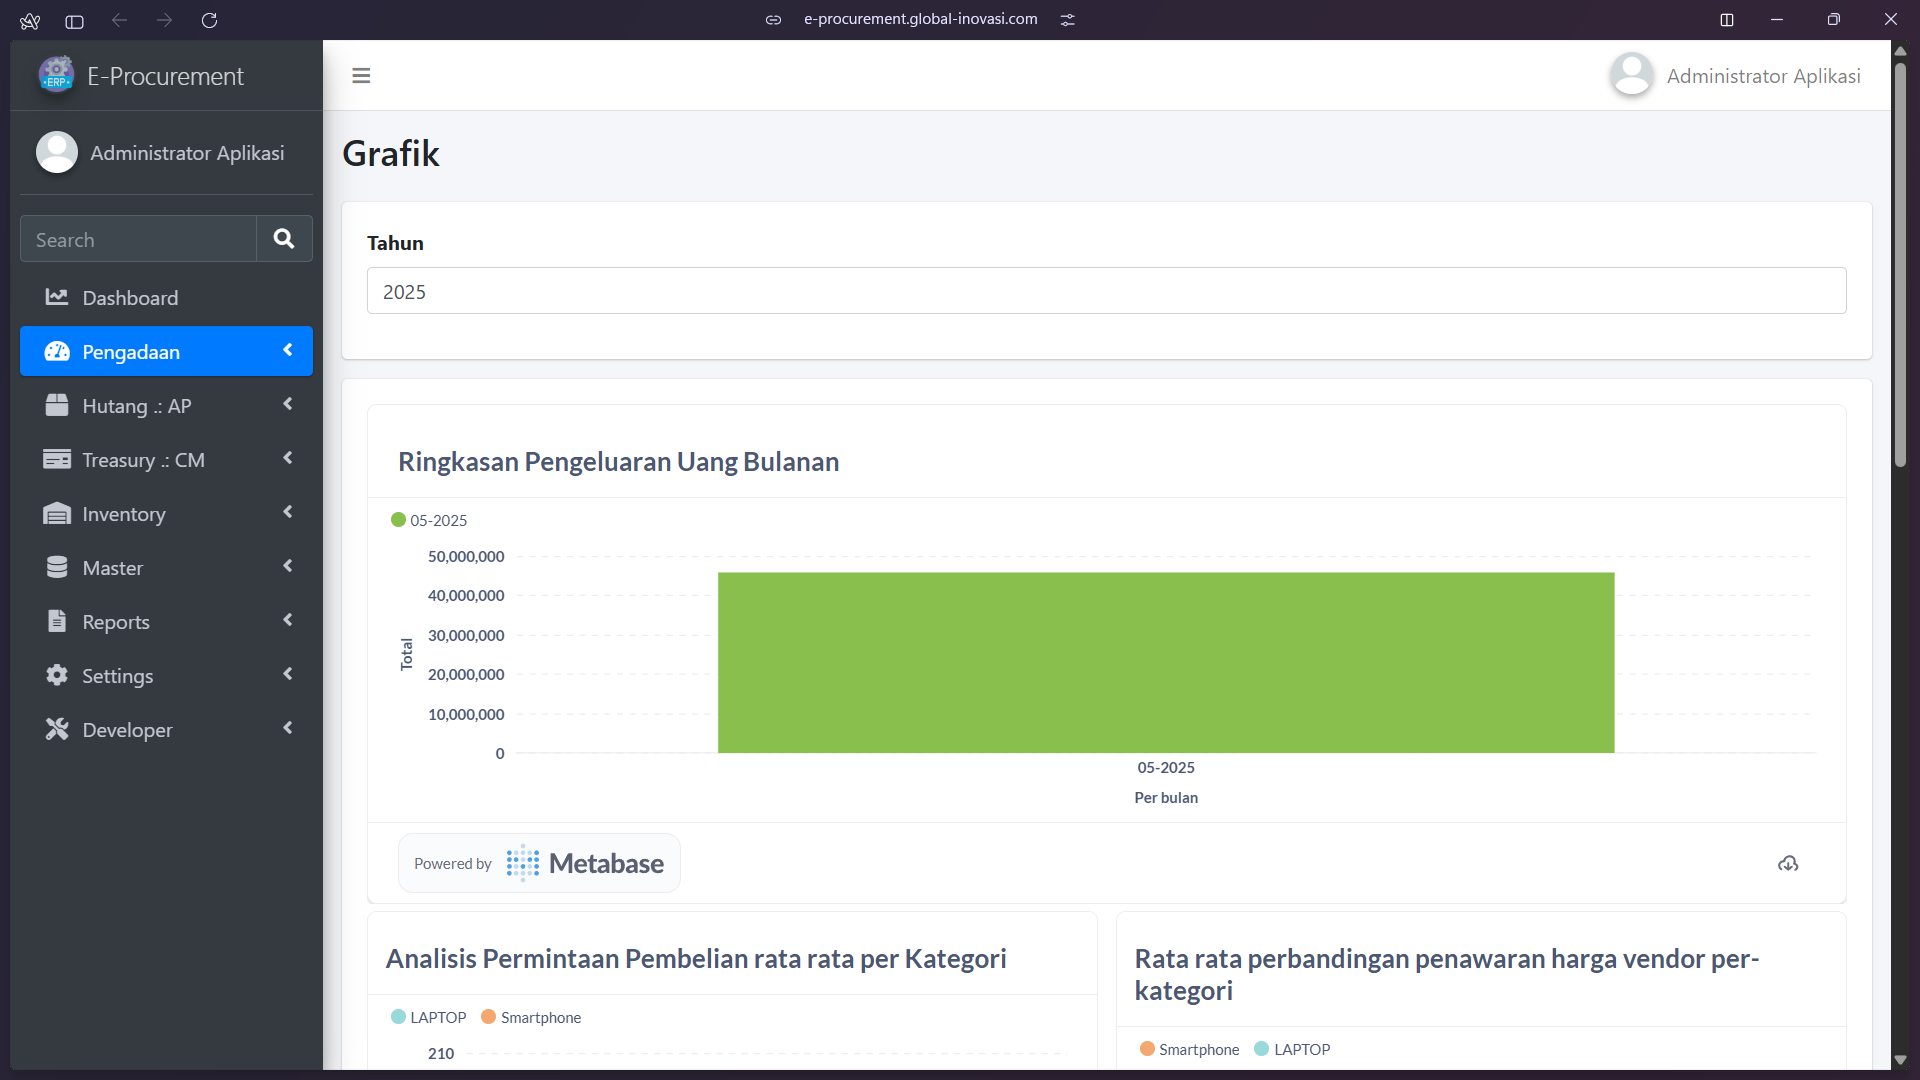 e-procurement.global-inovasi.com
ERP
E-Procurement
Administrator Aplikasi
Administrator Aplikasi
Search
Dashboard
Pengadaan
Hutang .: AP
Treasury .: CM
Inventory
Master
Reports
Settings
Developer
Grafik
Tahun
2025
Ringkasan Pengeluaran Uang Bulanan
05-2025
50,000,000
40,000,000
30,000,000
20,000,000
10,000,000
0
Total
05-2025
Per bulan
Powered by Metabase
Analisis Permintaan Pembelian rata rata per Kategori
LAPTOP Smartphone
210
Rata rata perbandingan penawaran harga vendor per-
kategori
Smartphone LAPTOP